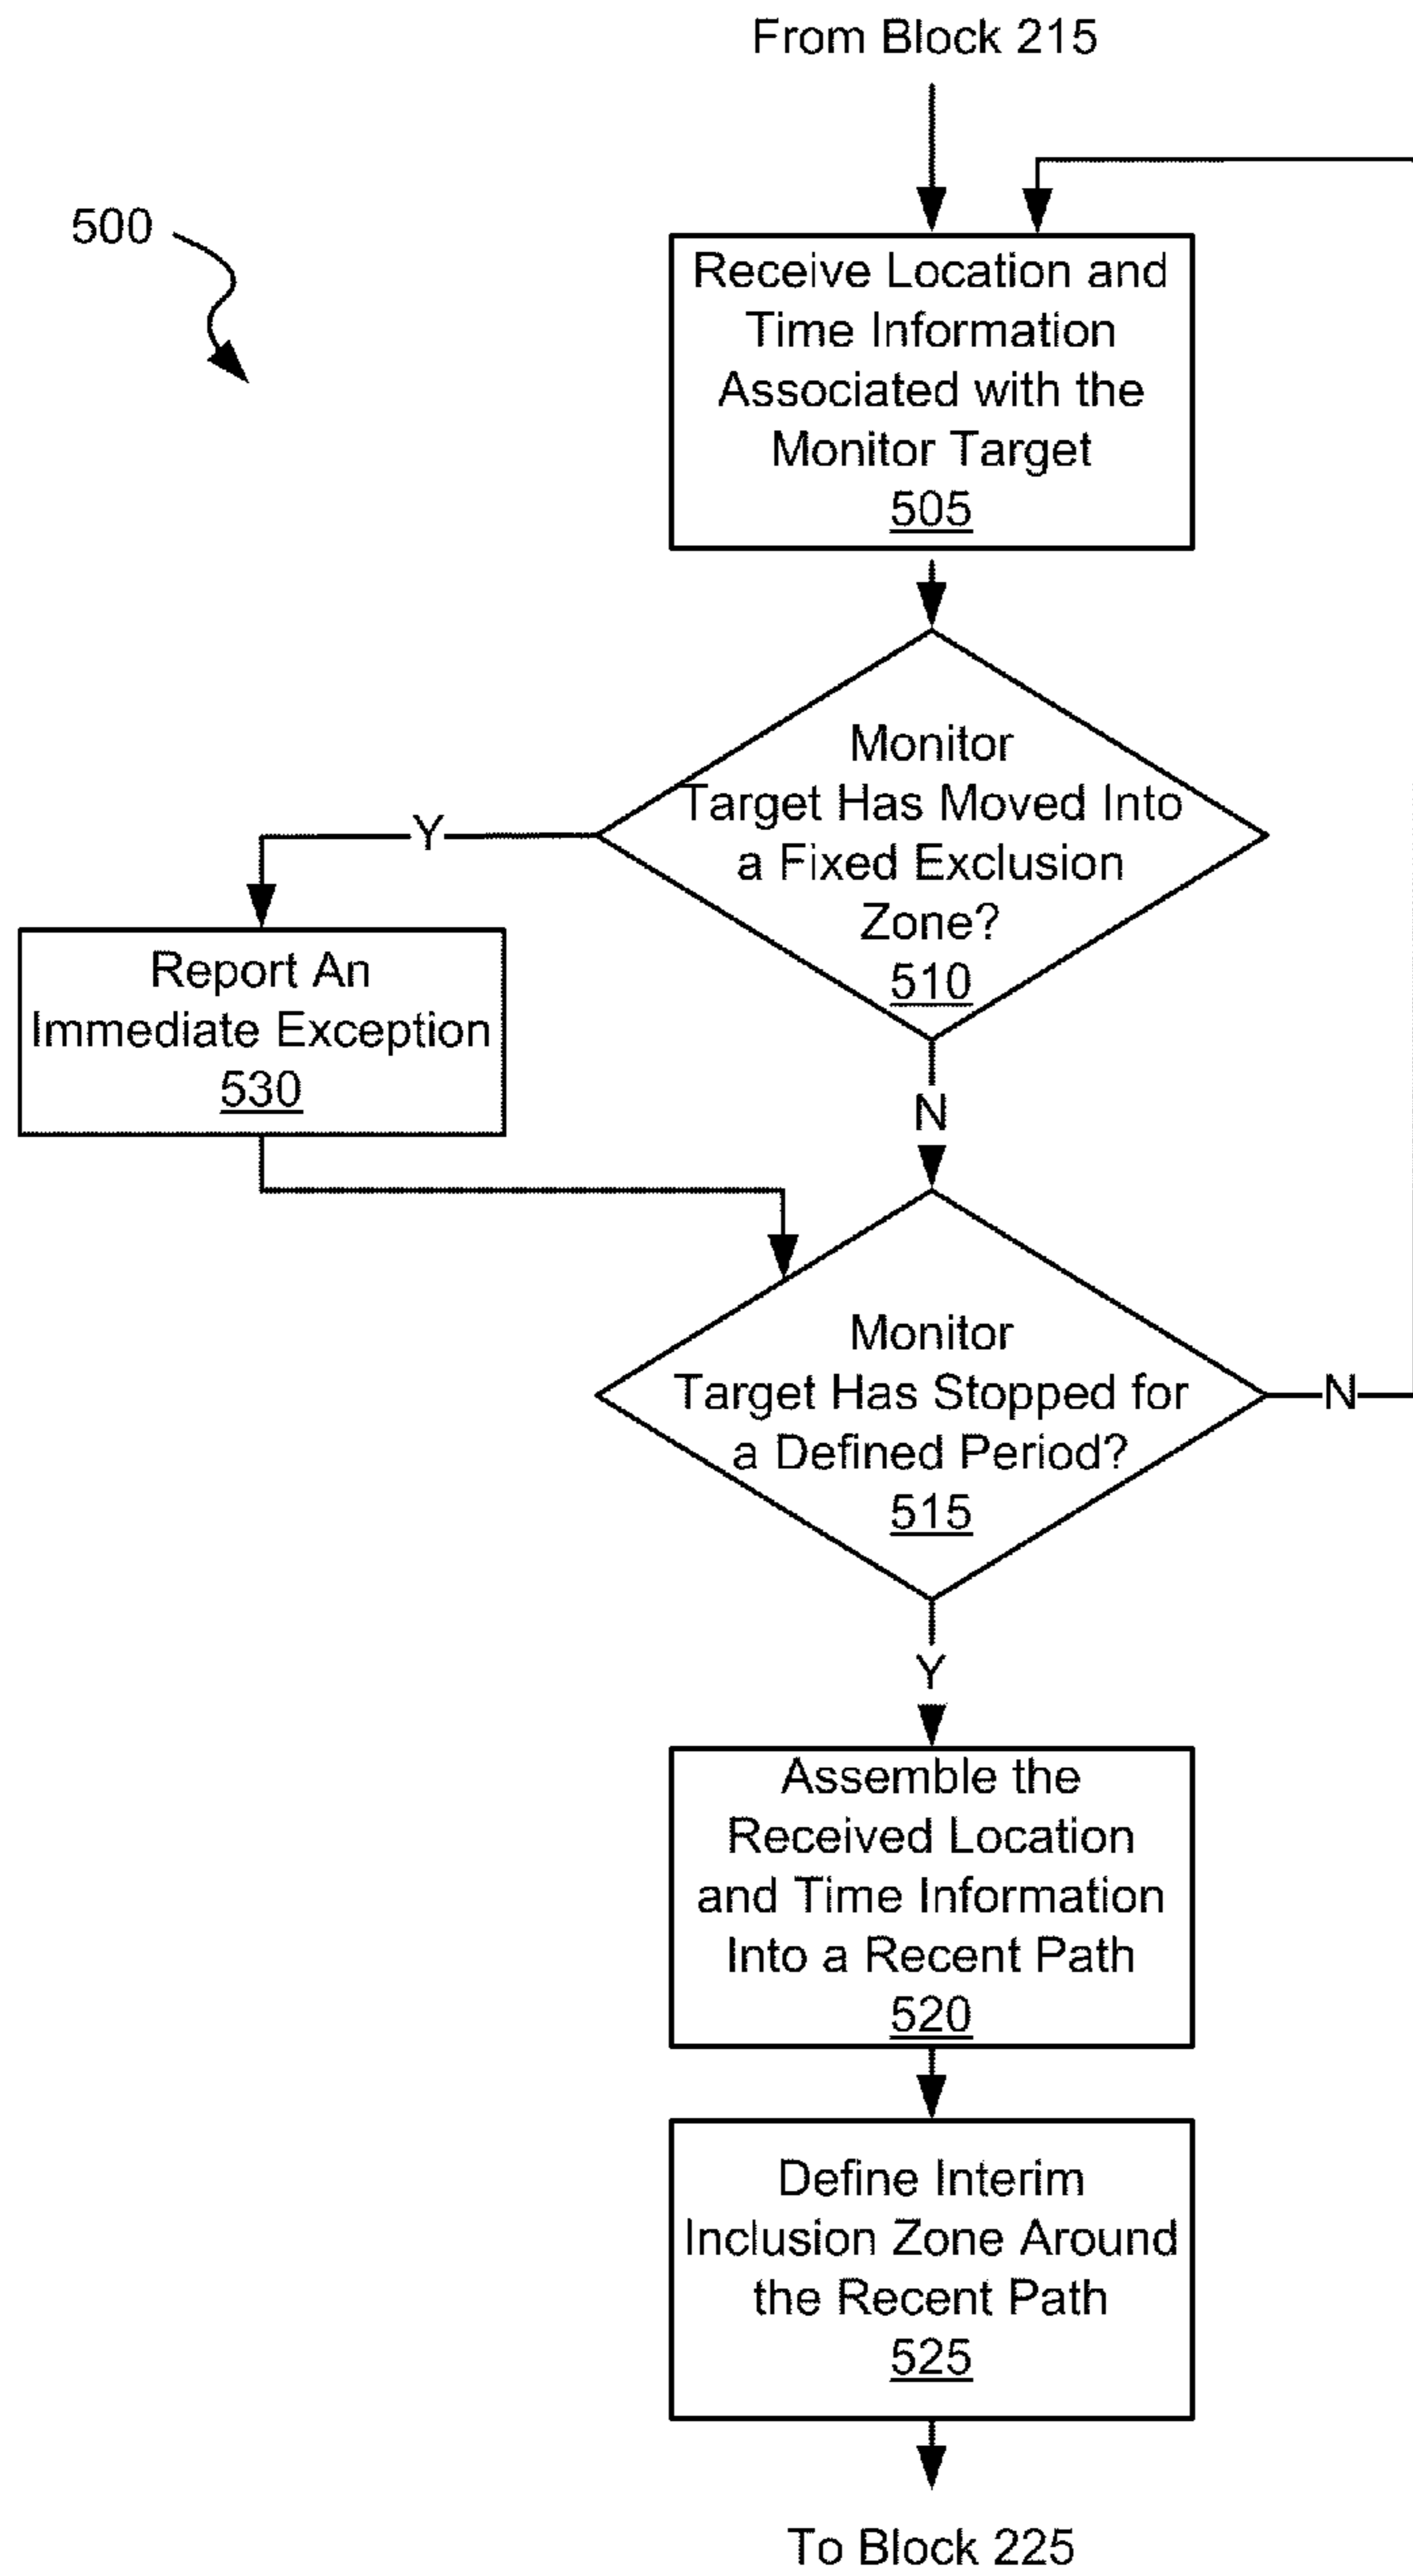 From Block 215
500
Receive Location and
Time Information
Associated with the
Monitor Target
505
Monitor
Target Has Moved Into
a Fixed Exclusion
Zone?
510
Y
Report An
Immediate Exception
530
N
Monitor
Target Has Stopped for
a Defined Period?
515
N
Y
Assemble the
Received Location
and Time Information
Into a Recent Path
520
Define Interim
Inclusion Zone Around
the Recent Path
525
To Block 225